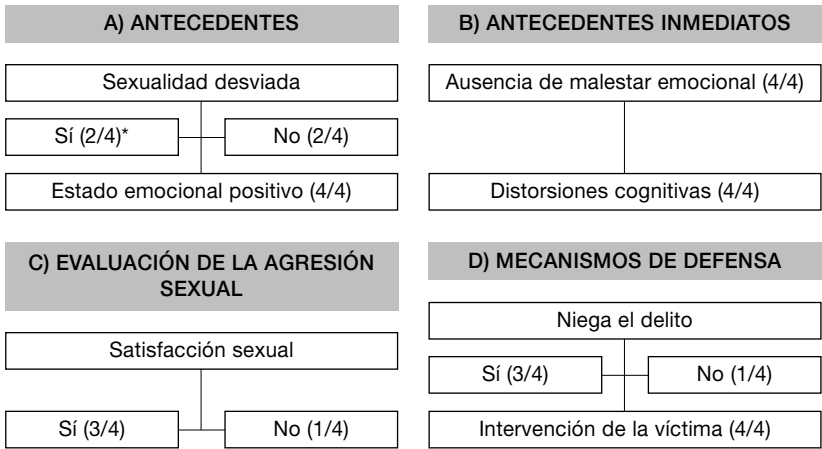 A) ANTECEDENTES
Sexualidad desviada
Sí (2/4)*
No (2/4)
Estado emocional positivo (4/4)
B) ANTECEDENTES INMEDIATOS
Ausencia de malestar emocional (4/4)
Distorsiones cognitivas (4/4)
C) EVALUACIÓN DE LA AGRESIÓN
SEXUAL
Satisfacción sexual
Sí (3/4)
No (1/4)
D) MECANISMOS DE DEFENSA
Niega el delito
Sí (3/4)
No (1/4)
Intervención de la víctima (4/4)